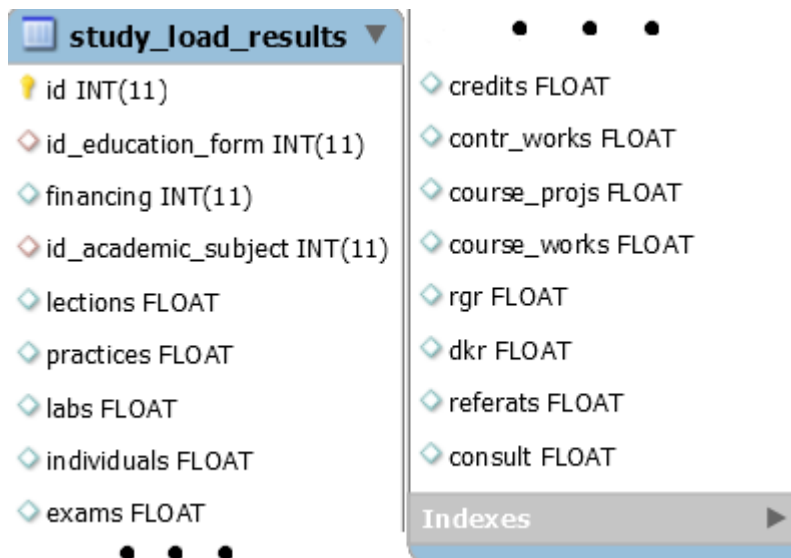 study_load_results
id INT(11)
id_education_form INT(11)
financing INT(11)
id_academic_subject INT(11)
lections FLOAT
practices FLOAT
labs FLOAT
individuals FLOAT
exams FLOAT
credits FLOAT
contr_works FLOAT
course_projs FLOAT
course_works FLOAT
rgr FLOAT
dkr FLOAT
referats FLOAT
consult FLOAT
Indexes